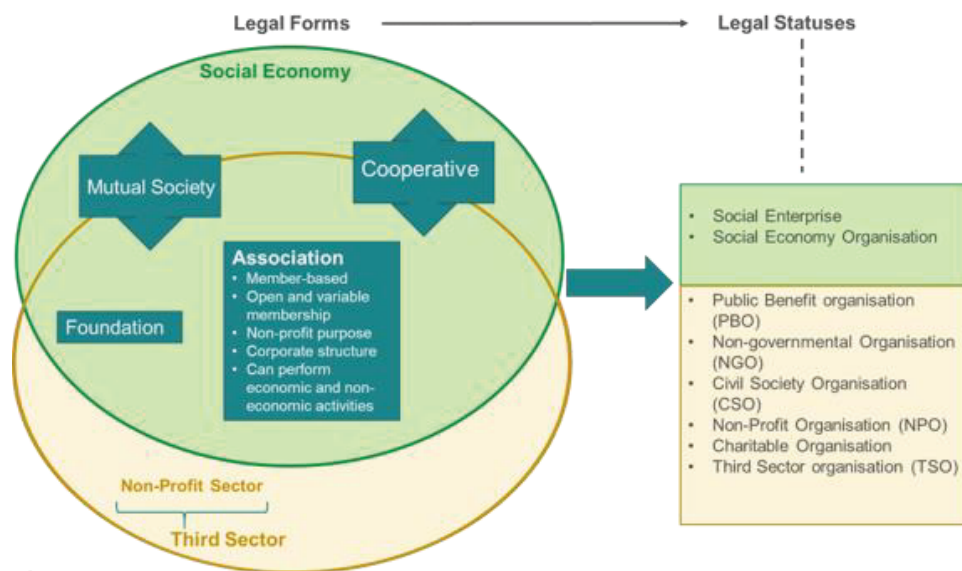 Legal Forms
Legal Statuses
Social Economy
Mutual Society
Cooperative
Association
• Member-based
• Open and variable
membership
• Non-profit purpose
• Corporate structure
• Can perform
economic and non-
economic activities
Foundation
Non-Profit Sector
Third Sector
• Social Enterprise
• Social Economy Organisation
• Public Benefit organisation
(PBO)
• Non-governmental Organisation
(NGO)
• Civil Society Organisation
(CSO)
• Non-Profit Organisation (NPO)
• Charitable Organisation
• Third Sector organisation (TSO)